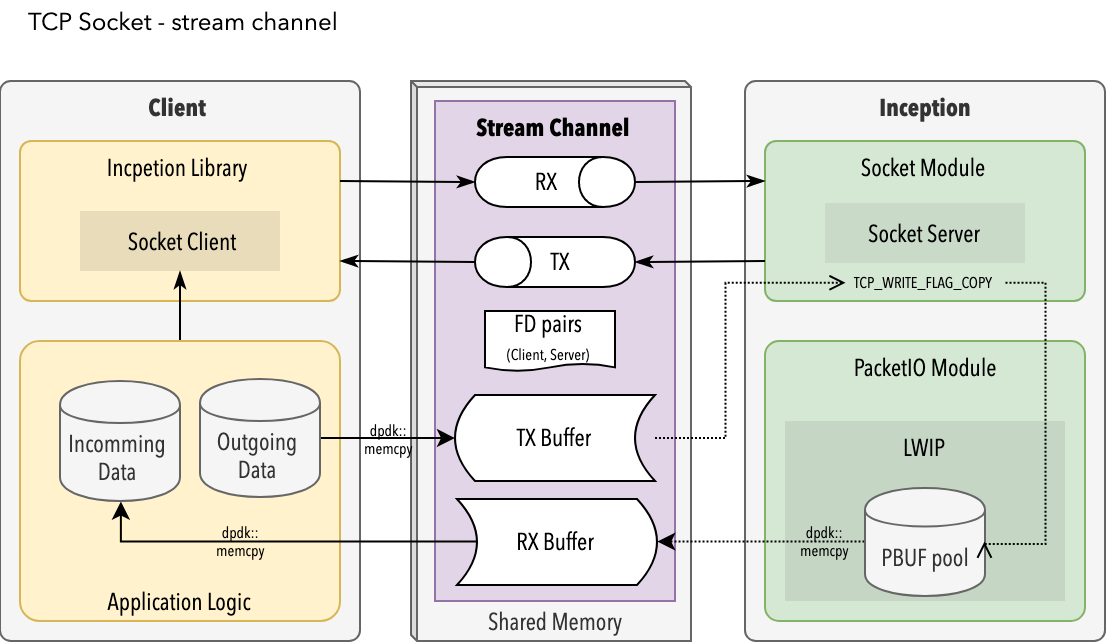 TCP Socket - stream channel
Client
Incpetion Library
Socket Client
Incomming
Data
Outgoing
Data
Application Logic
dpdk::
memcpy
dpdk::
memcpy
Stream Channel
RX
TX
FD pairs
(Client, Server)
TX Buffer
RX Buffer
Shared Memory
Inception
Socket Module
Socket Server
TCP_WRITE_FLAG_COPY
PacketIO Module
LWIP
dpdk::
memcpy
PBUF pool